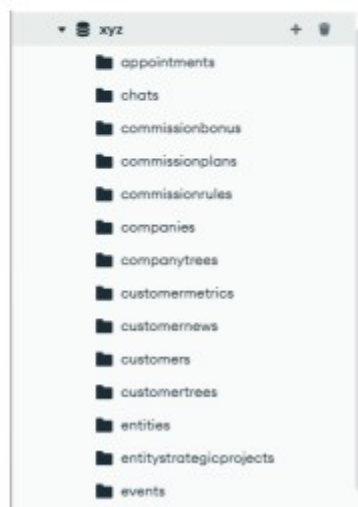 xyz
appointments
chats
commissionbonus
commissionplans
commissionrules
companies
companytrees
customermetrics
customernews
customers
customertrees
entities
entitystrategicprojects
events